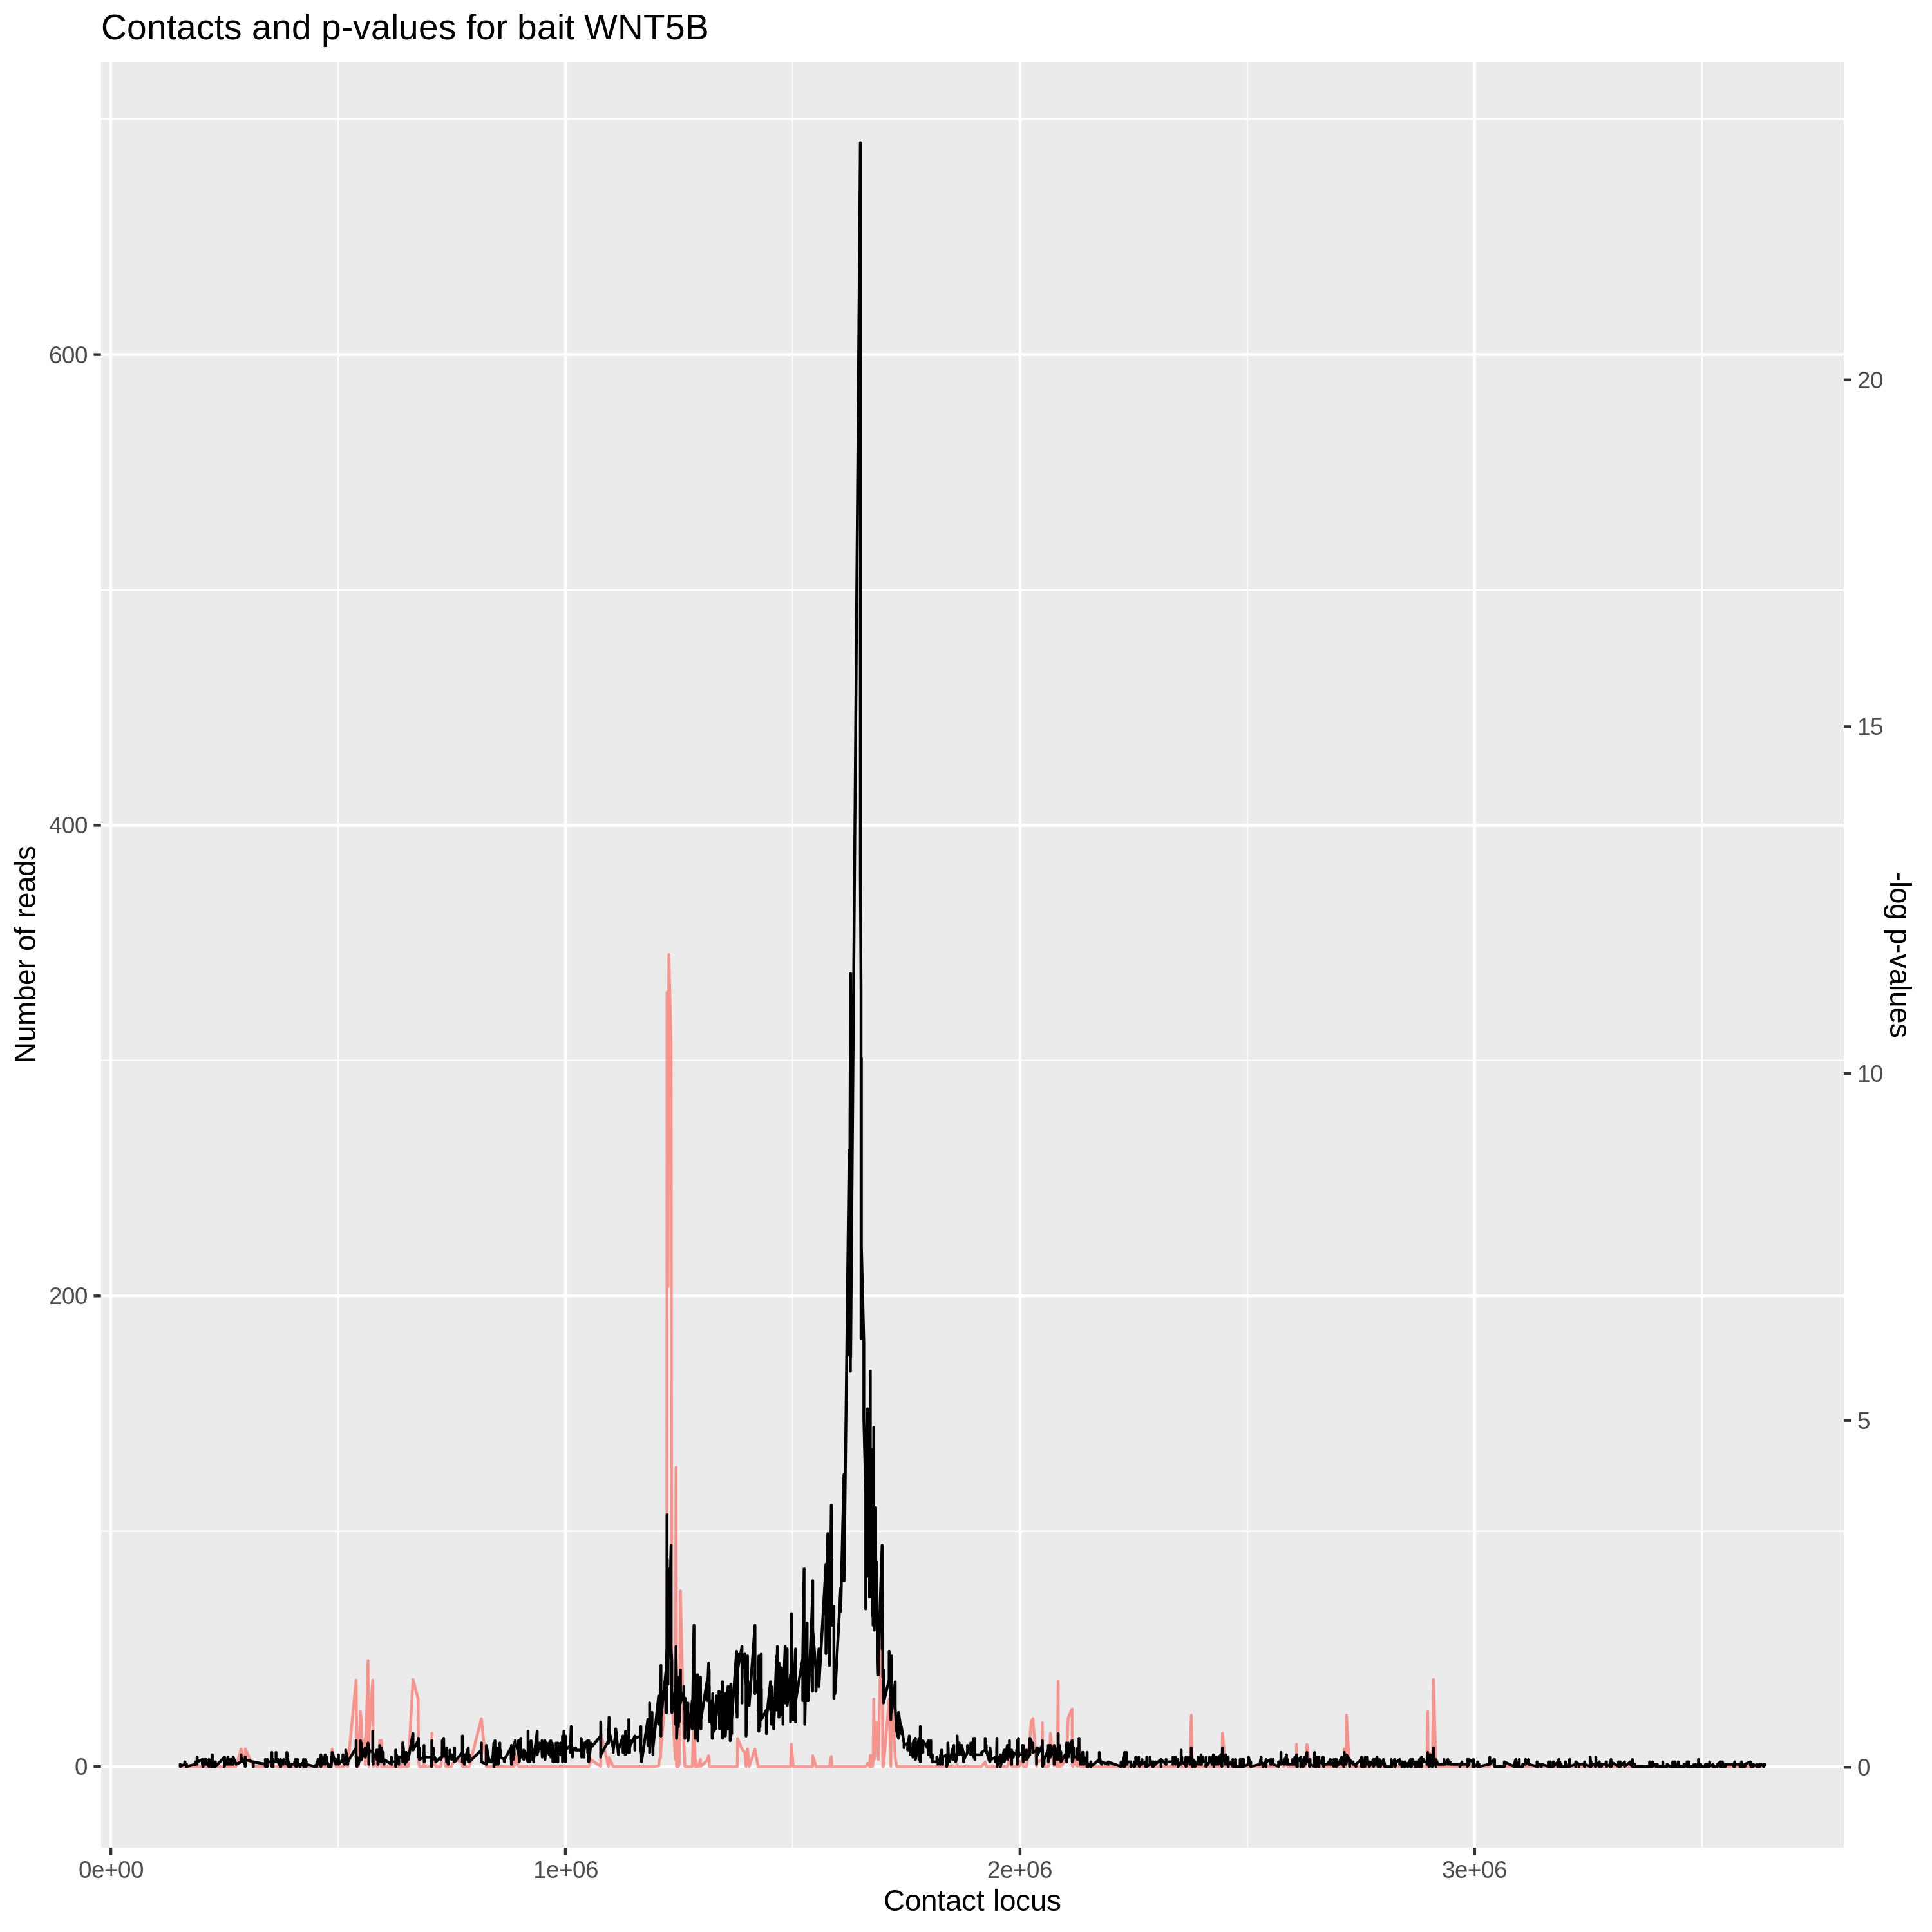 Contacts and p-values for bait WNT5B
Number of reads
600
400
200
0
-log p-values
20
15
10
5
0
0e+00
1e+06
2e+06
3e+06
Contact locus